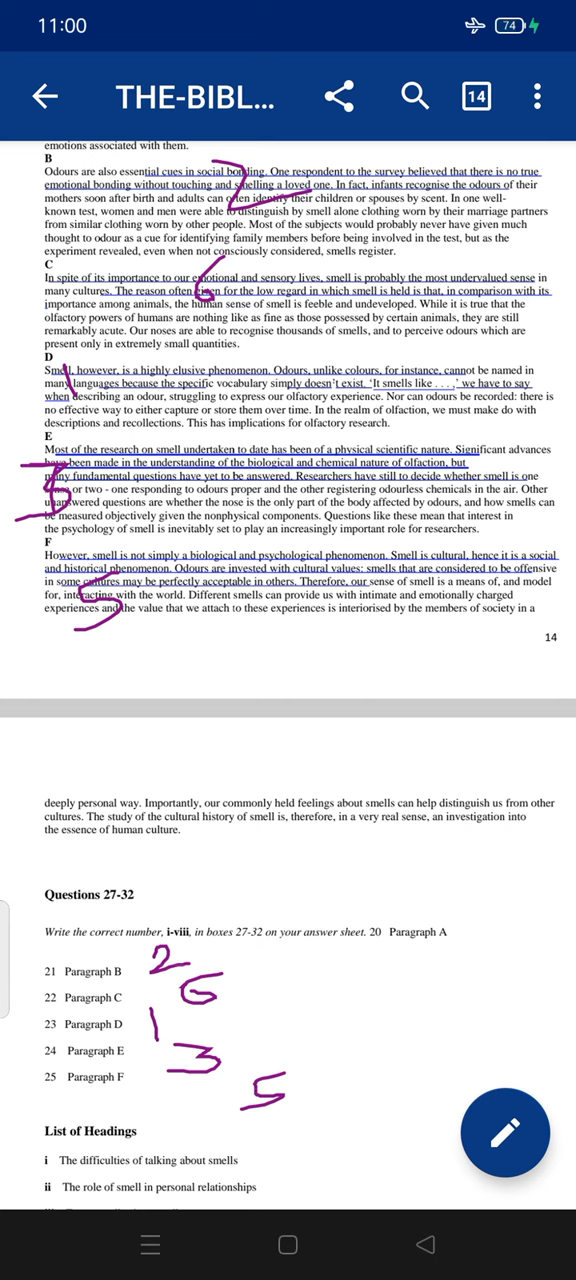 11:00
74
THE-BIBL...
14
emotions associated with them.
B
Odours are also essential cues in social bonding. One respondent to the survey believed that there is no true
emotional bonding without touching and smelling a loved one. In fact, infants recognise the odours of their
mothers soon after birth and adults can often identify their children or spouses by scent. In one well-
known test, women and men were able to distinguish by smell alone clothing worn by their marriage partners
from similar clothing worn by other people. Most of the subjects would probably never have given much
thought to odour as a cue for identifying family members before being involved in the test, but as the
experiment revealed, even when not consciously considered, smells register.
C
In spite of its importance to our emotional and sensory lives, smell is probably the most undervalued sense in
many cultures. The reason often given for the low regard in which smell is held is that, in comparison with its
importance among animals, the human sense of smell is feeble and undeveloped. While it is true that the
olfactory powers of humans are nothing like as fine as those possessed by certain animals, they are still
remarkably acute. Our noses are able to recognise thousands of smells, and to perceive odours which are
present only in extremely small quantities.
D
Smell, however, is a highly elusive phenomenon. Odours, unlike colours, for instance, cannot be named in
many languages because the specific vocabulary simply doesn't exist. 'It smells like . . . .,' we have to say
when describing an odour, struggling to express our olfactory experience. Nor can odours be recorded: there is
no effective way to either capture or store them over time. In the realm of olfaction, we must make do with
descriptions and recollections. This has implications for olfactory research.
E
Most of the research on smell undertaken to date has been of a physical scientific nature. Significant advances
have been made in the understanding of the biological and chemical nature of olfaction, but
many fundamental questions have yet to be answered. Researchers have still to decide whether smell is one
or two - one responding to odours proper and the other registering odourless chemicals in the air. Other
unanswered questions are whether the nose is the only part of the body affected by odours, and how smells can
be measured objectively given the nonphysical components. Questions like these mean that interest in
the psychology of smell is inevitably set to play an increasingly important role for researchers.
F
However, smell is not simply a biological and psychological phenomenon. Smell is cultural, hence it is a social
and historical phenomenon. Odours are invested with cultural values: smells that are considered to be offensive
in some cultures may be perfectly acceptable in others. Therefore, our sense of smell is a means of, and model
for, interacting with the world. Different smells can provide us with intimate and emotionally charged
experiences and the value that we attach to these experiences is interiorised by the members of society in a
14
deeply personal way. Importantly, our commonly held feelings about smells can help distinguish us from other
cultures. The study of the cultural history of smell is, therefore, in a very real sense, an investigation into
the essence of human culture.
Questions 27-32
Write the correct number, i-viii, in boxes 27-32 on your answer sheet. 20 Paragraph A
21 Paragraph B 2
22 Paragraph C 6
23 Paragraph D 1
24 Paragraph E 3
25 Paragraph F 5
List of Headings
i The difficulties of talking about smells
ii The role of smell in personal relationships